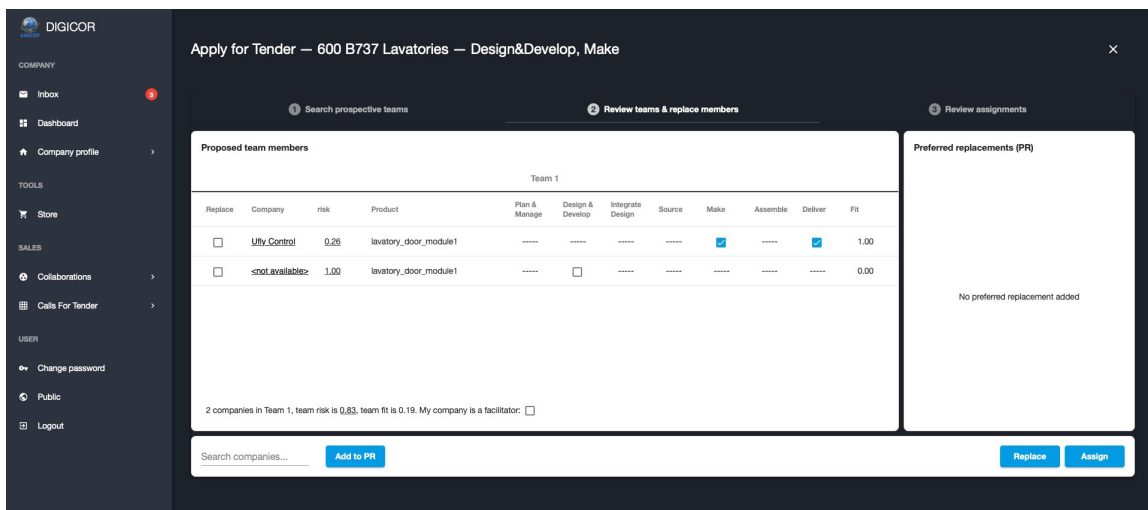 DIGICOR
COMPANY
Inbox 3
Dashboard
Company profile
TOOLS
Store
SALES
Collaborations
Calls For Tender
USER
Change password
Public
Logout
Apply for Tender — 600 B737 Lavatories — Design&Develop, Make
1 Search prospective teams 2 Review teams & replace members 3 Review assignments
Proposed team members
Team 1
Replace Company risk Product Plan & Manage Design & Develop Integrate Design Source Make Assemble Deliver Fit
Ufly Control 0.26 lavatory_door_module1 ----- ----- ----- ----- ----- 1.00
<not available> 1.00 lavatory_door_module1 ----- ----- ----- ----- ----- ----- 0.00
2 companies in Team 1, team risk is 0.83, team fit is 0.19. My company is a facilitator:
Preferred replacements (PR)
No preferred replacement added
Search companies... Add to PR Replace Assign